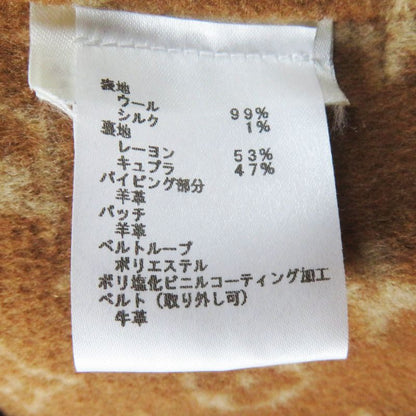 表地
ウール 99%
シルク 1%
裏地
レーヨン 53%
キュプラ 47%
パイピング部分
羊革
パッチ
羊革
ベルトループ
ポリエステル
ポリ塩化ビニルコーティング加工
ベルト(取り外し可)
牛革